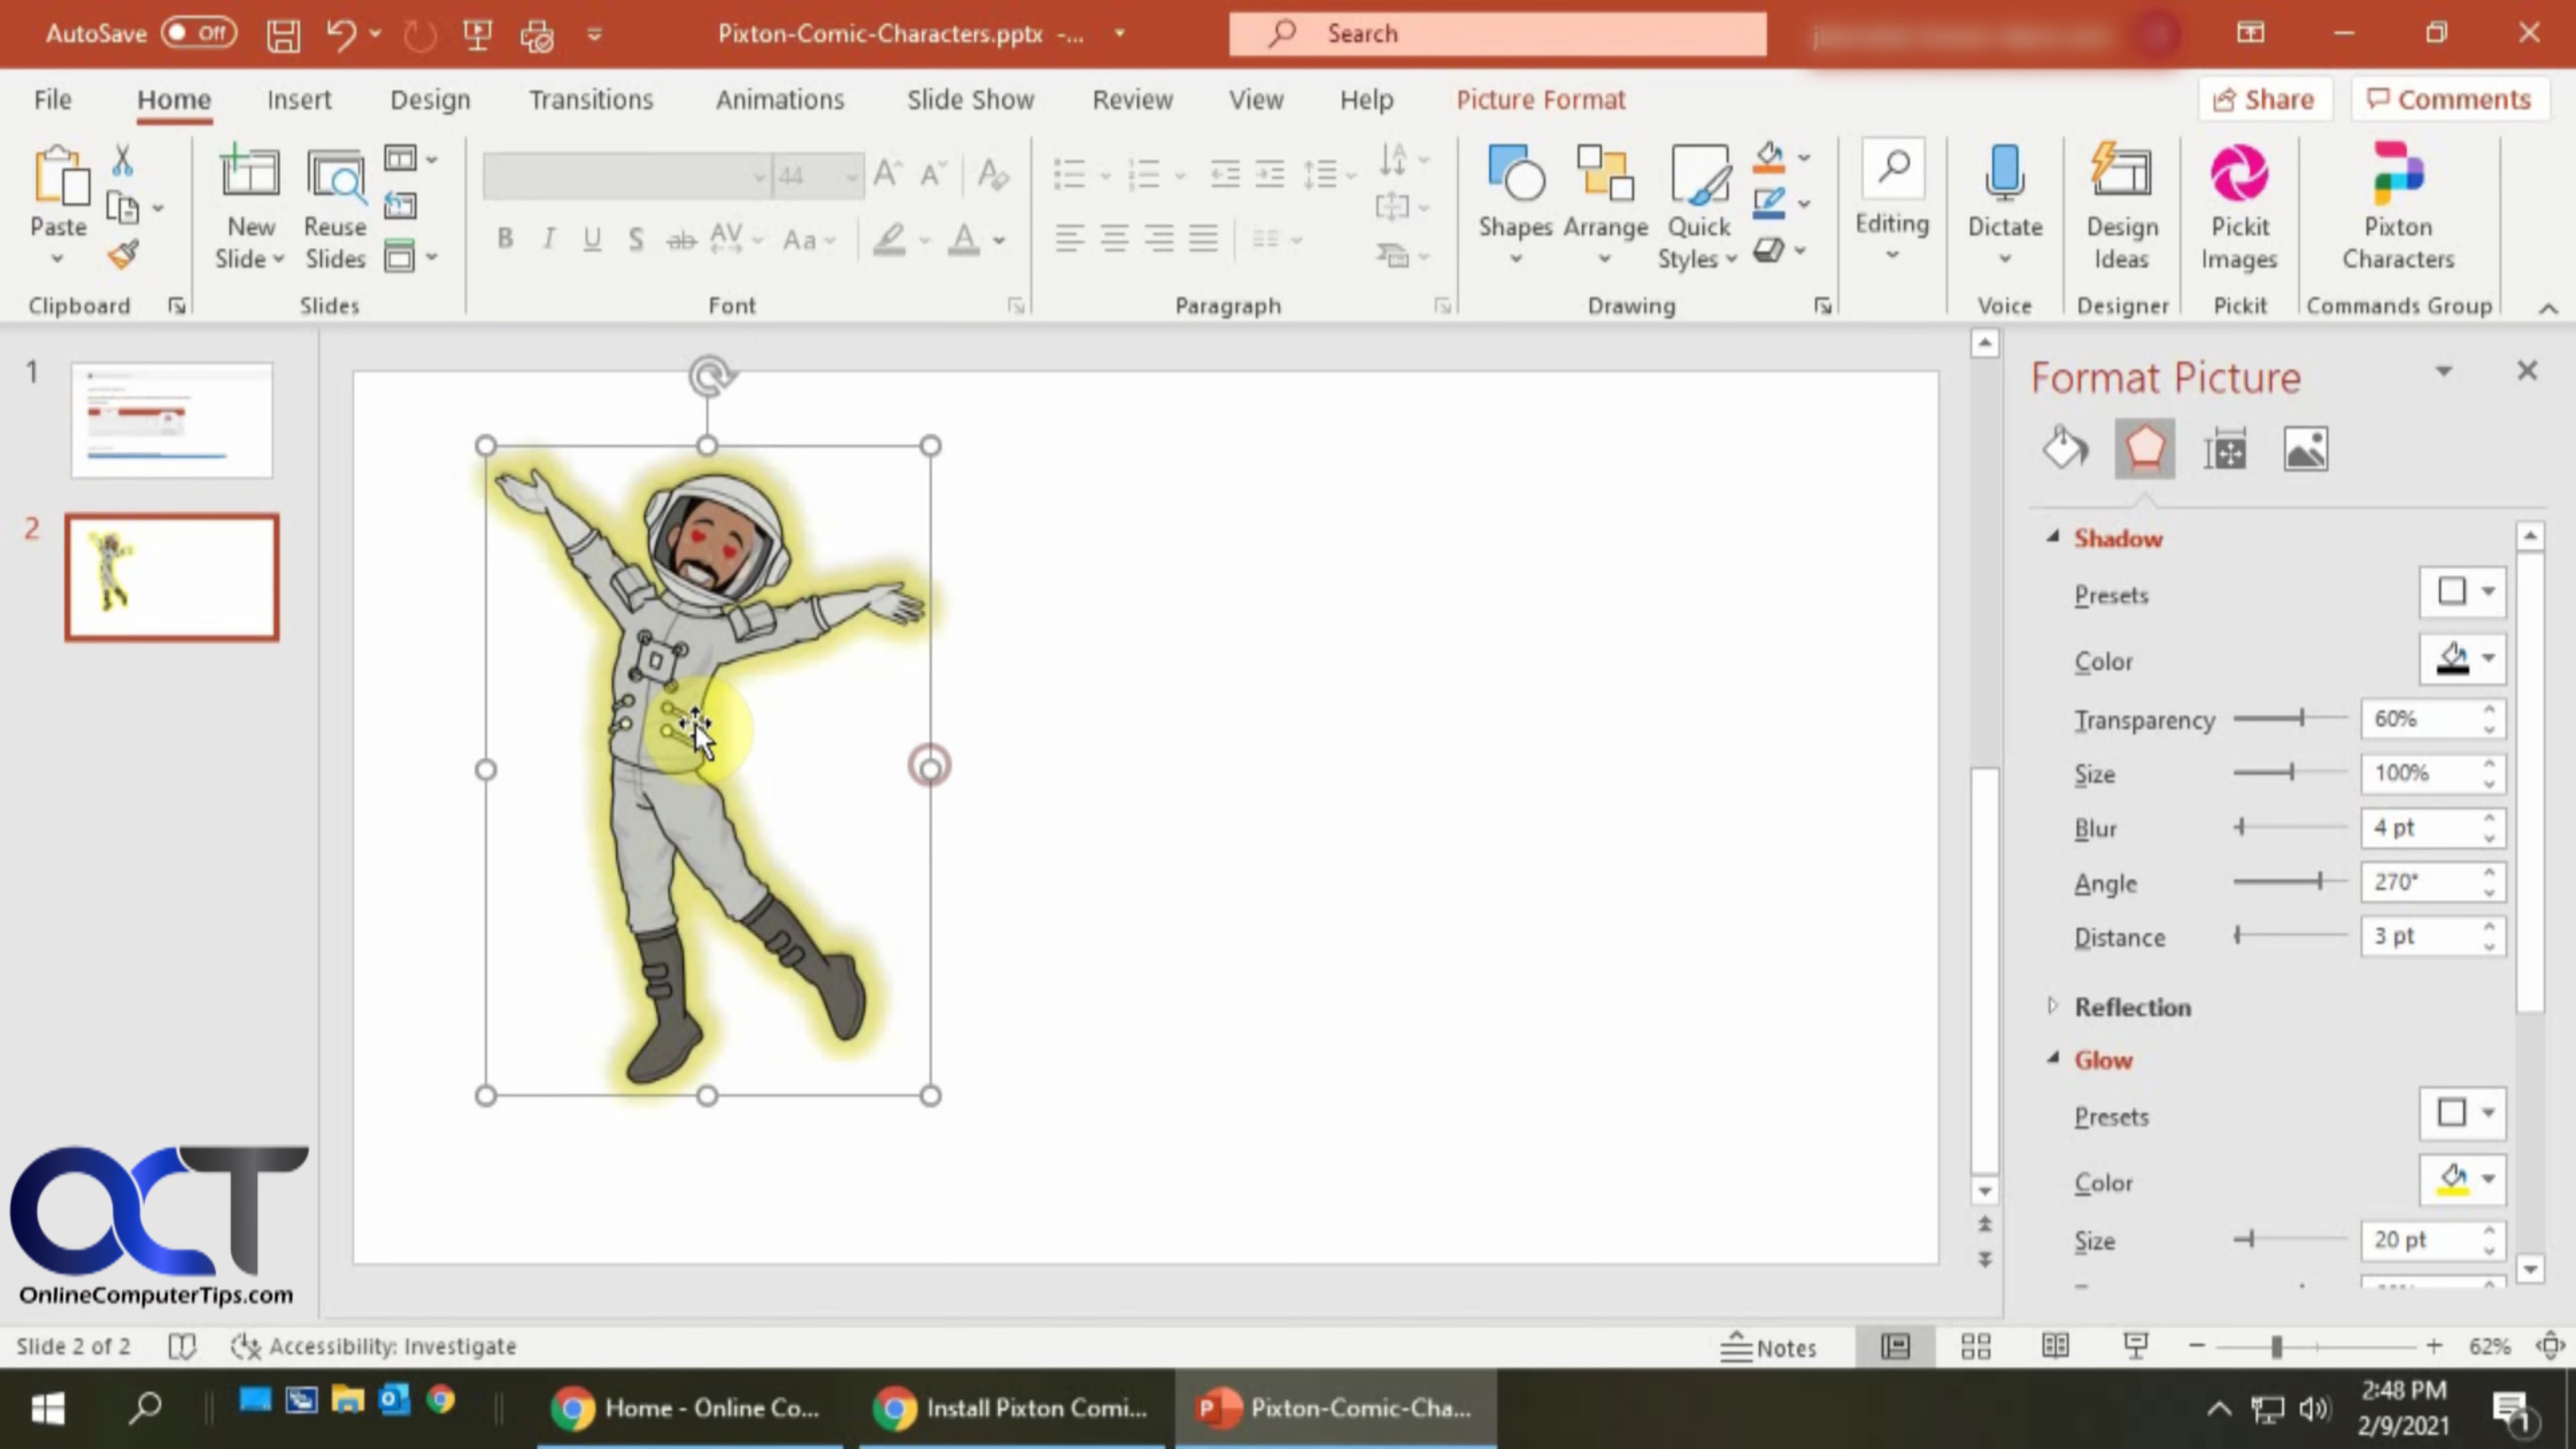 AutoSave Off Pixton-Comic-Characters.pptx -... Search
File Home Insert Design Transitions Animations Slide Show Review View Help Picture Format Share Comments
Paste
New
Slide
Reuse
Slides
44
B I U S ab AV Aa A
Shapes Arrange Quick
Styles
Editing
Dictate
Design
Ideas
Pickit
Images
Pixton
Characters
Clipboard Slides Font Paragraph Drawing Voice Designer Pickit Commands Group
1
2
Format Picture
Shadow
Presets
Color
Transparency 60%
Size 100%
Blur 4 pt
Angle 270°
Distance 3 pt
Reflection
Glow
Presets
Color
Size 20 pt
OCT
OnlineComputerTips.com
Slide 2 of 2 Accessibility: Investigate Notes 62%
Home - Online Co... Install Pixton Comi... Pixton-Comic-Cha...
2:48 PM
2/9/2021
1